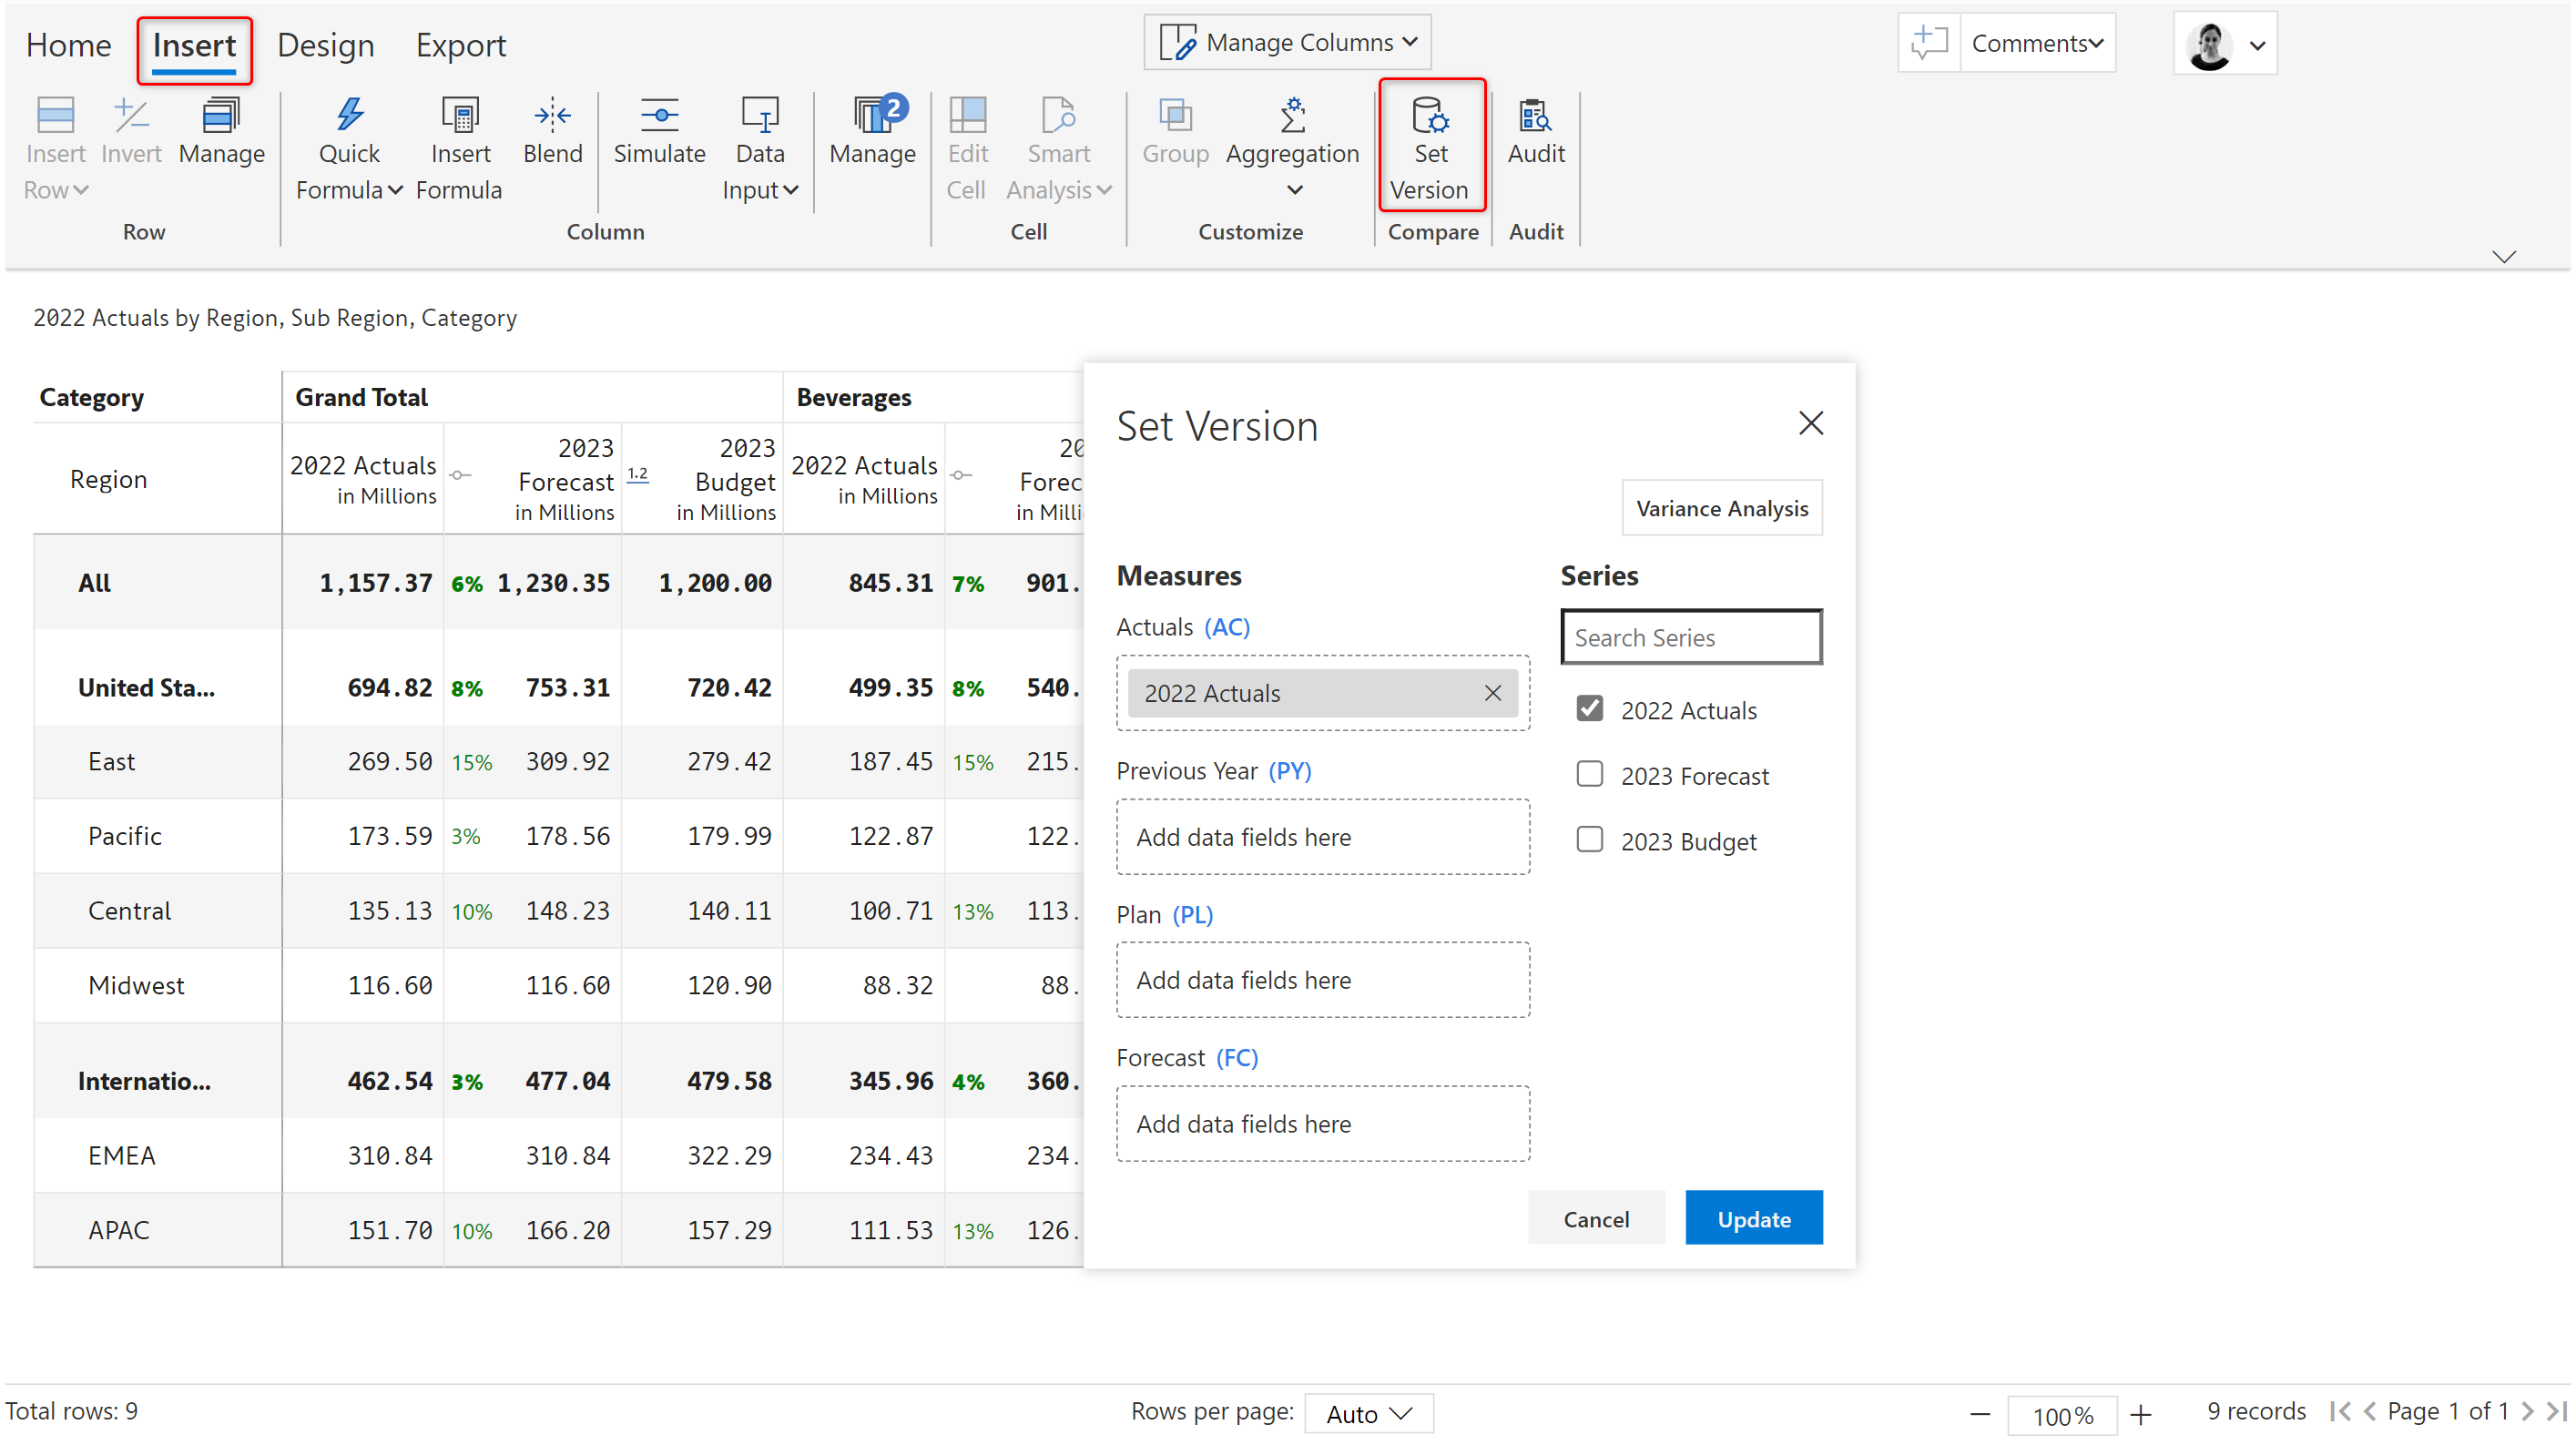 Home Insert Design Export
Manage Columns
Comments
Insert Row
Invert
Manage
Quick Formula
Insert Formula
Blend
Simulate
Data Input
2
Manage
Edit Cell
Smart Analysis
Group
Aggregation
Set Version
Audit
Row
Column
Cell
Customize
Compare
Audit
2022 Actuals by Region, Sub Region, Category
Category Grand Total Beverages
Region
2022 Actuals in Millions
2023 Forecast in Millions
1.2
2023 Budget in Millions
2022 Actuals in Millions
All 1,157.37 6% 1,230.35 1,200.00 845.31 7% 901.
United Sta... 694.82 8% 753.31 720.42 499.35 8% 540.
East 269.50 15% 309.92 279.42 187.45 15% 215.
Pacific 173.59 3% 178.56 179.99 122.87 122.
Central 135.13 10% 148.23 140.11 100.71 13% 113.
Midwest 116.60 116.60 120.90 88.32 88.
Internatio... 462.54 3% 477.04 479.58 345.96 4% 360.
EMEA 310.84 310.84 322.29 234.43 234.
APAC 151.70 10% 166.20 157.29 111.53 13% 126.
Set Version
Variance Analysis
Measures
Actuals (AC)
2022 Actuals
Previous Year (PY)
Add data fields here
Plan (PL)
Add data fields here
Forecast (FC)
Add data fields here
Series
Search Series
2022 Actuals
2023 Forecast
2023 Budget
Cancel
Update
Total rows: 9
Rows per page: Auto
100%
9 records
Page 1 of 1